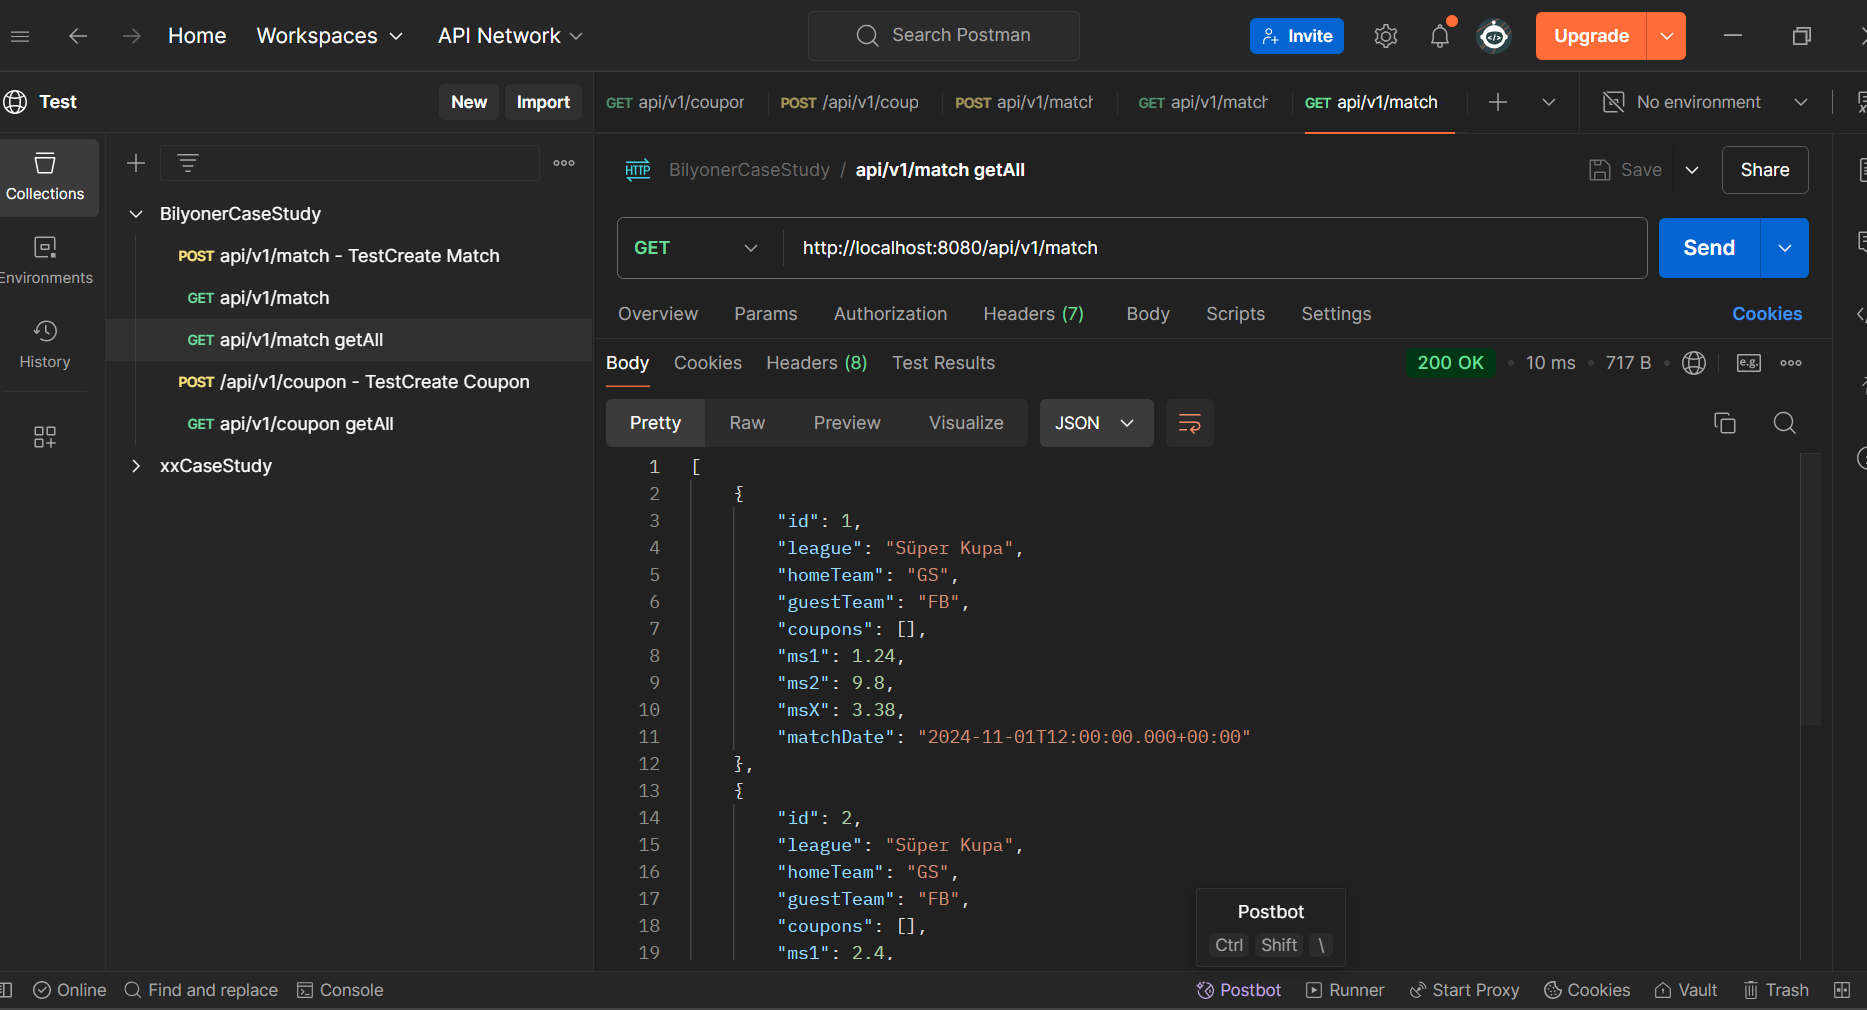 Home Workspaces API Network Search Postman Invite Upgrade
Test New Import
GET api/v1/coupor POST /api/v1/coup POST api/v1/match GET api/v1/match GET api/v1/match No environment
Collections
Environments
History
BilyonerCaseStudy
POST api/v1/match - TestCreate Match
GET api/v1/match
GET api/v1/match getAll
POST /api/v1/coupon - TestCreate Coupon
GET api/v1/coupon getAll
xxCaseStudy
HTTP BilyonerCaseStudy / api/v1/match getAll Save Share
GET http://localhost:8080/api/v1/match Send
Overview Params Authorization Headers (7) Body Scripts Settings Cookies
Body Cookies Headers (8) Test Results 200 OK • 10 ms • 717 B • e.g.
Pretty Raw Preview Visualize JSON
1 [
2 {
3 "id": 1,
4 "league": "Süper Kupa",
5 "homeTeam": "GS",
6 "guestTeam": "FB",
7 "coupons": [],
8 "ms1": 1.24,
9 "ms2": 9.8,
10 "msX": 3.38,
11 "matchDate": "2024-11-01T12:00:00.000+00:00"
12 },
13 {
14 "id": 2,
15 "league": "Süper Kupa",
16 "homeTeam": "GS",
17 "guestTeam": "FB",
18 "coupons": [],
19 "ms1": 2.4,
Postbot
Ctrl Shift \
Online Find and replace Console Postbot Runner Start Proxy Cookies Vault Trash